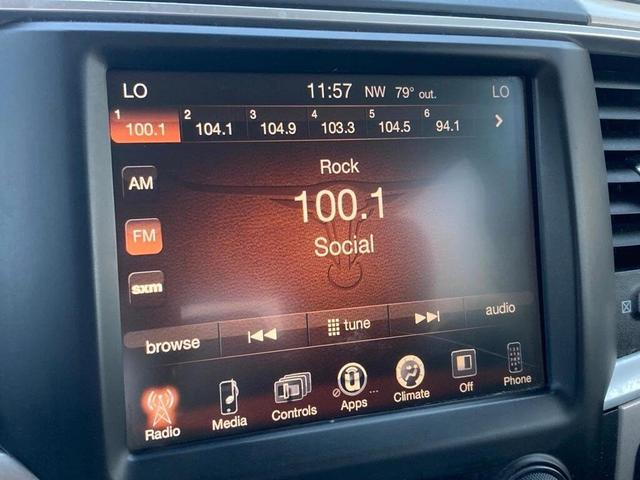 LO 11:57 NW 79° out. LO
1 100.1 2 104.1 3 104.9 4 103.3 5 104.5 6 94.1
Rock
AM
100.1
FM
Social
sxm
browse tune audio
Radio Media Controls Apps Climate Off Phone